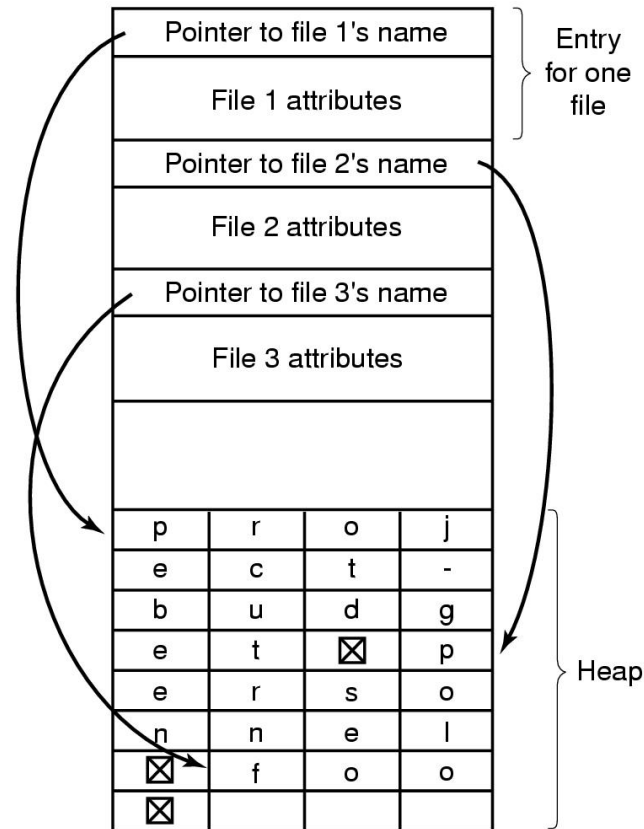 Pointer to file 1's name
File 1 attributes
Entry
for one
file
Pointer to file 2's name
File 2 attributes
Pointer to file 3's name
File 3 attributes
p r o j
e c t -
b u d g
e t ☒ p
e r s o
n n e l
☒ f o o
☒
Heap